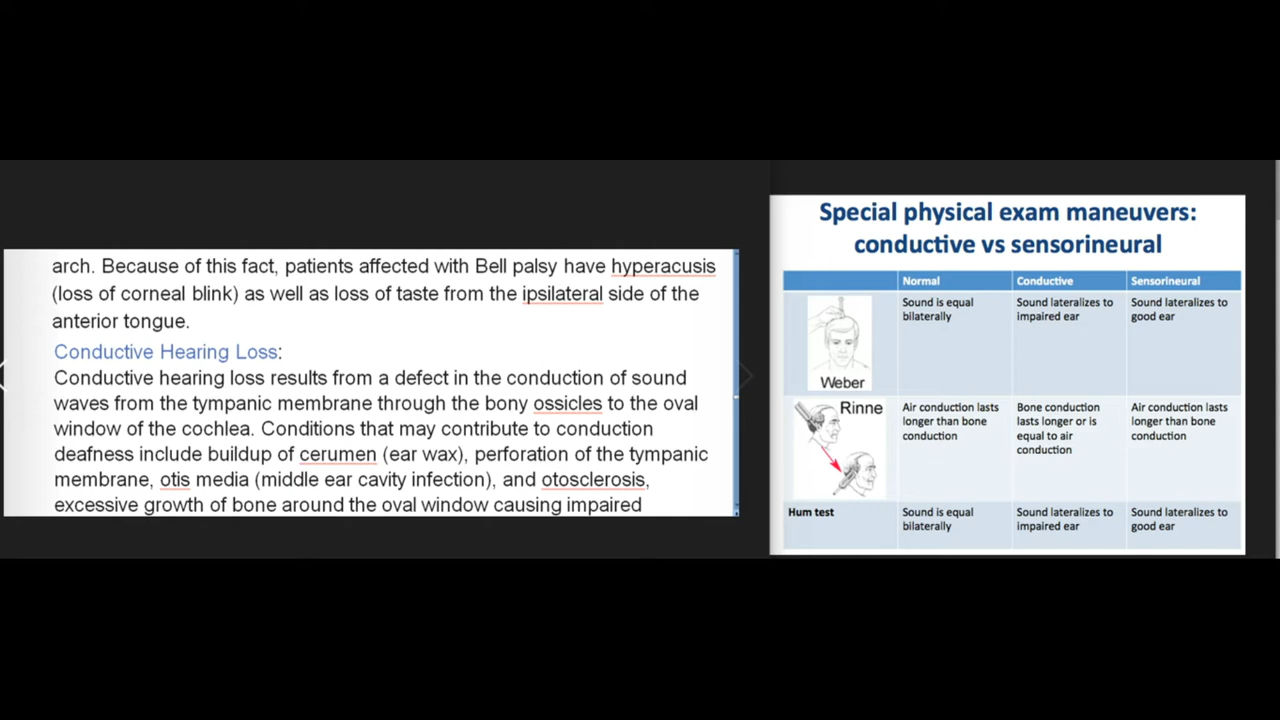 arch. Because of this fact, patients affected with Bell palsy have hyperacusis
(loss of corneal blink) as well as loss of taste from the ipsilateral side of the
anterior tongue.
Conductive Hearing Loss:
Conductive hearing loss results from a defect in the conduction of sound
waves from the tympanic membrane through the bony ossicles to the oval
window of the cochlea. Conditions that may contribute to conduction
deafness include buildup of cerumen (ear wax), perforation of the tympanic
membrane, otis media (middle ear cavity infection), and otosclerosis,
excessive growth of bone around the oval window causing impaired
Special physical exam maneuvers:
conductive vs sensorineural
Normal
Conductive
Sensorineural
Weber
Sound is equal
bilaterally
Sound lateralizes to
impaired ear
Sound lateralizes to
good ear
Rinne
Air conduction lasts
longer than bone
conduction
Bone conduction
lasts longer or is
equal to air
conduction
Air conduction lasts
longer than bone
conduction
Hum test
Sound is equal
bilaterally
Sound lateralizes to
impaired ear
Sound lateralizes to
good ear